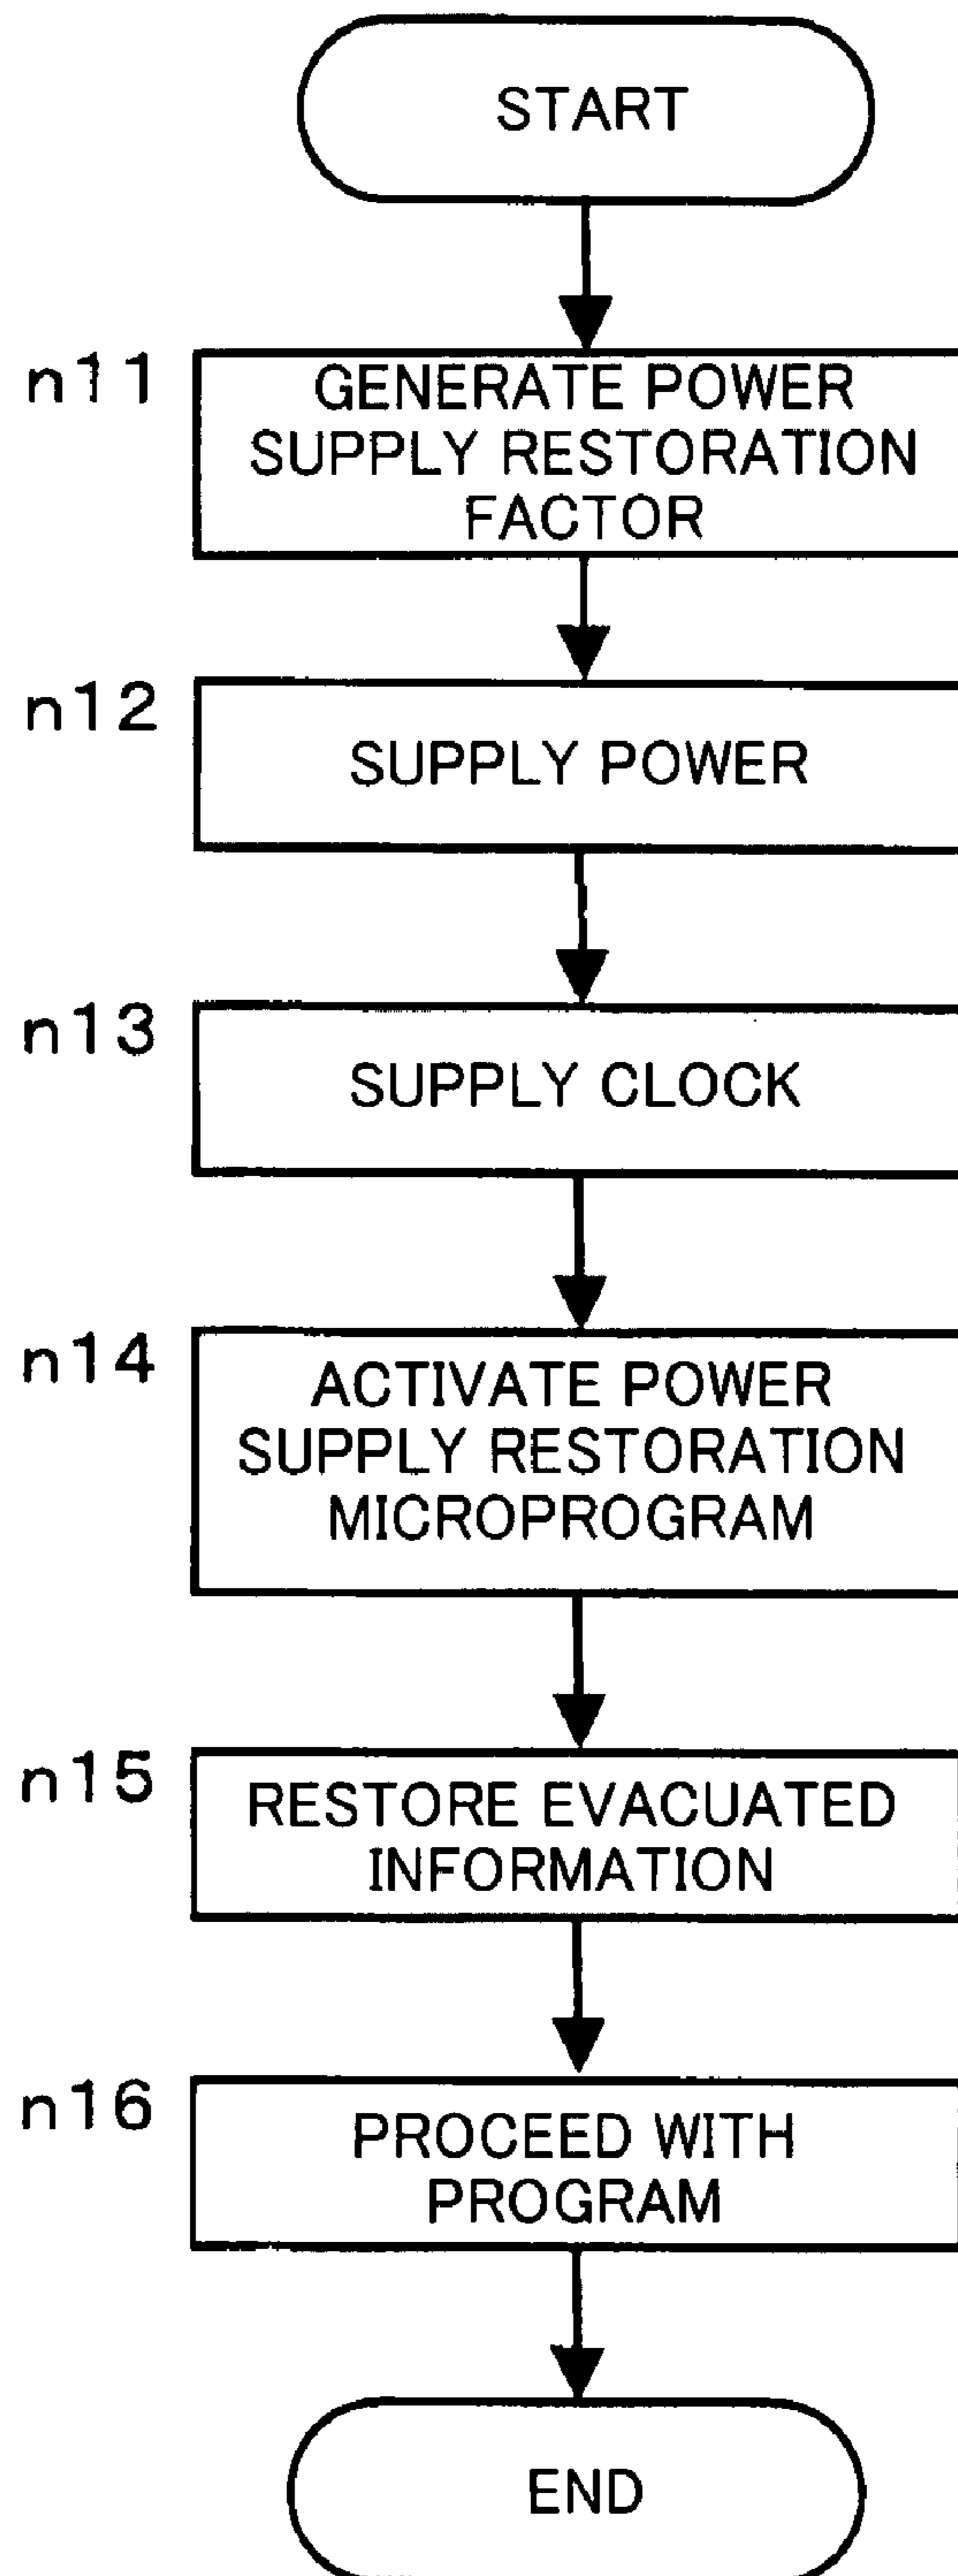 START
n11
GENERATE POWER
SUPPLY RESTORATION
FACTOR
n12
SUPPLY POWER
n13
SUPPLY CLOCK
n14
ACTIVATE POWER
SUPPLY RESTORATION
MICROPROGRAM
n15
RESTORE EVACUATED
INFORMATION
n16
PROCEED WITH
PROGRAM
END